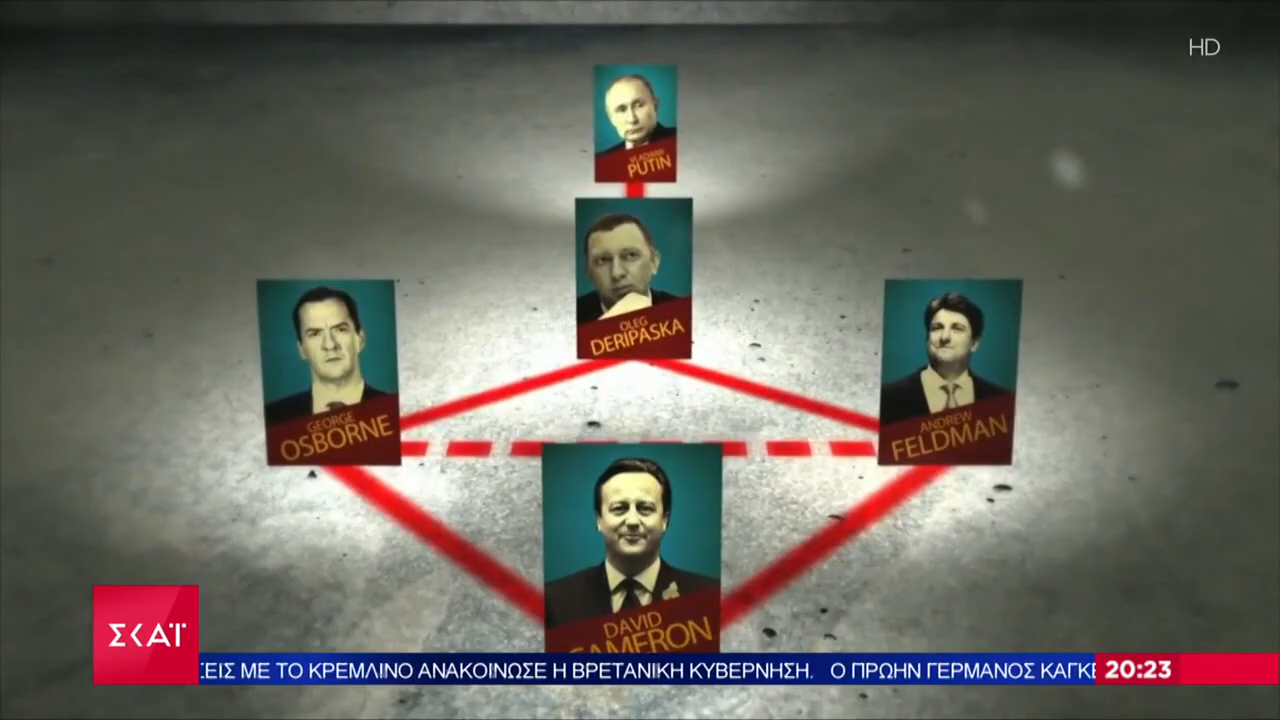 HD
VLADIMIR
PUTIN
OLEG
DERIPASKA
GEORGE
OSBORNE
ANDREW
FELDMAN
DAVID
CAMERON
ΣΚΑΪ
ΣΕΙΣ ΜΕ ΤΟ ΚΡΕΜΛΙΝΟ ΑΝΑΚΟΙΝΩΣΕ Η ΒΡΕΤΑΝΙΚΗ ΚΥΒΕΡΝΗΣΗ. Ο ΠΡΩΗΝ ΓΕΡΜΑΝΟΣ ΚΑΓΚΕ
20:23